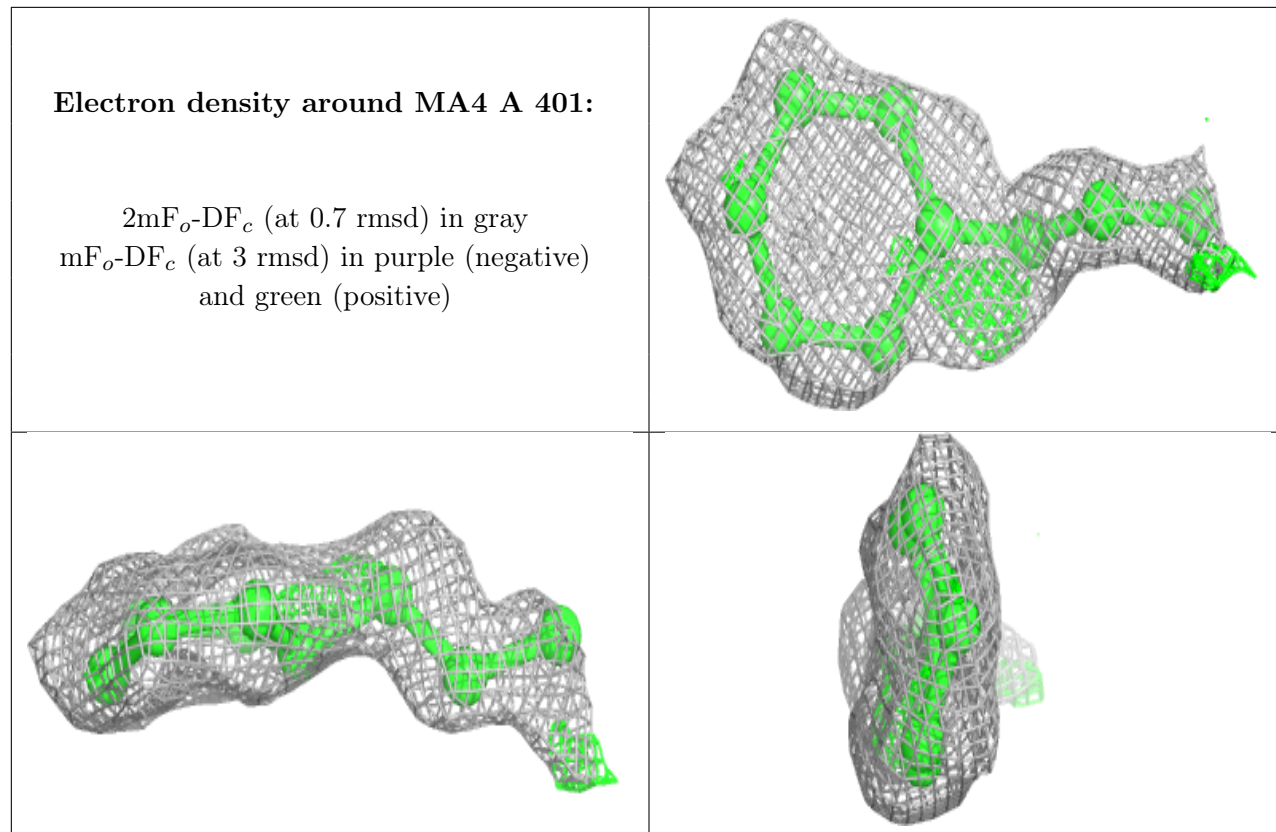 Electron density around MA4 A 401:
2mFo-DFc (at 0.7 rmsd) in gray
mFo-DFc (at 3 rmsd) in purple (negative)
and green (positive)